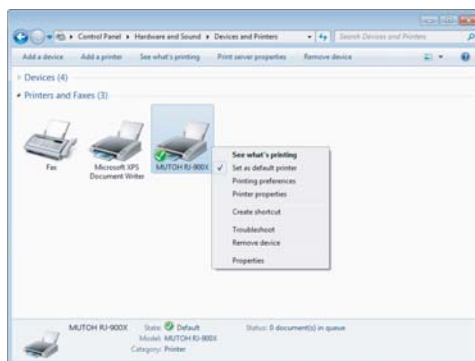 Control Panel ▸ Hardware and Sound ▸ Devices and Printers
Search Devices and Printers
Add a device Add a printer See what's printing Print server properties Remove device
Devices (4)
Printers and Faxes (3)
Fax
Microsoft XPS
Document Writer
MUTOH RJ-900X
See what's printing
Set as default printer
Printing preferences
Printer properties
Create shortcut
Troubleshoot
Remove device
Properties
MUTOH RJ-900X State: Default Status: 0 document(s) in queue
Model: MUTOH RJ-900X
Category: Printer